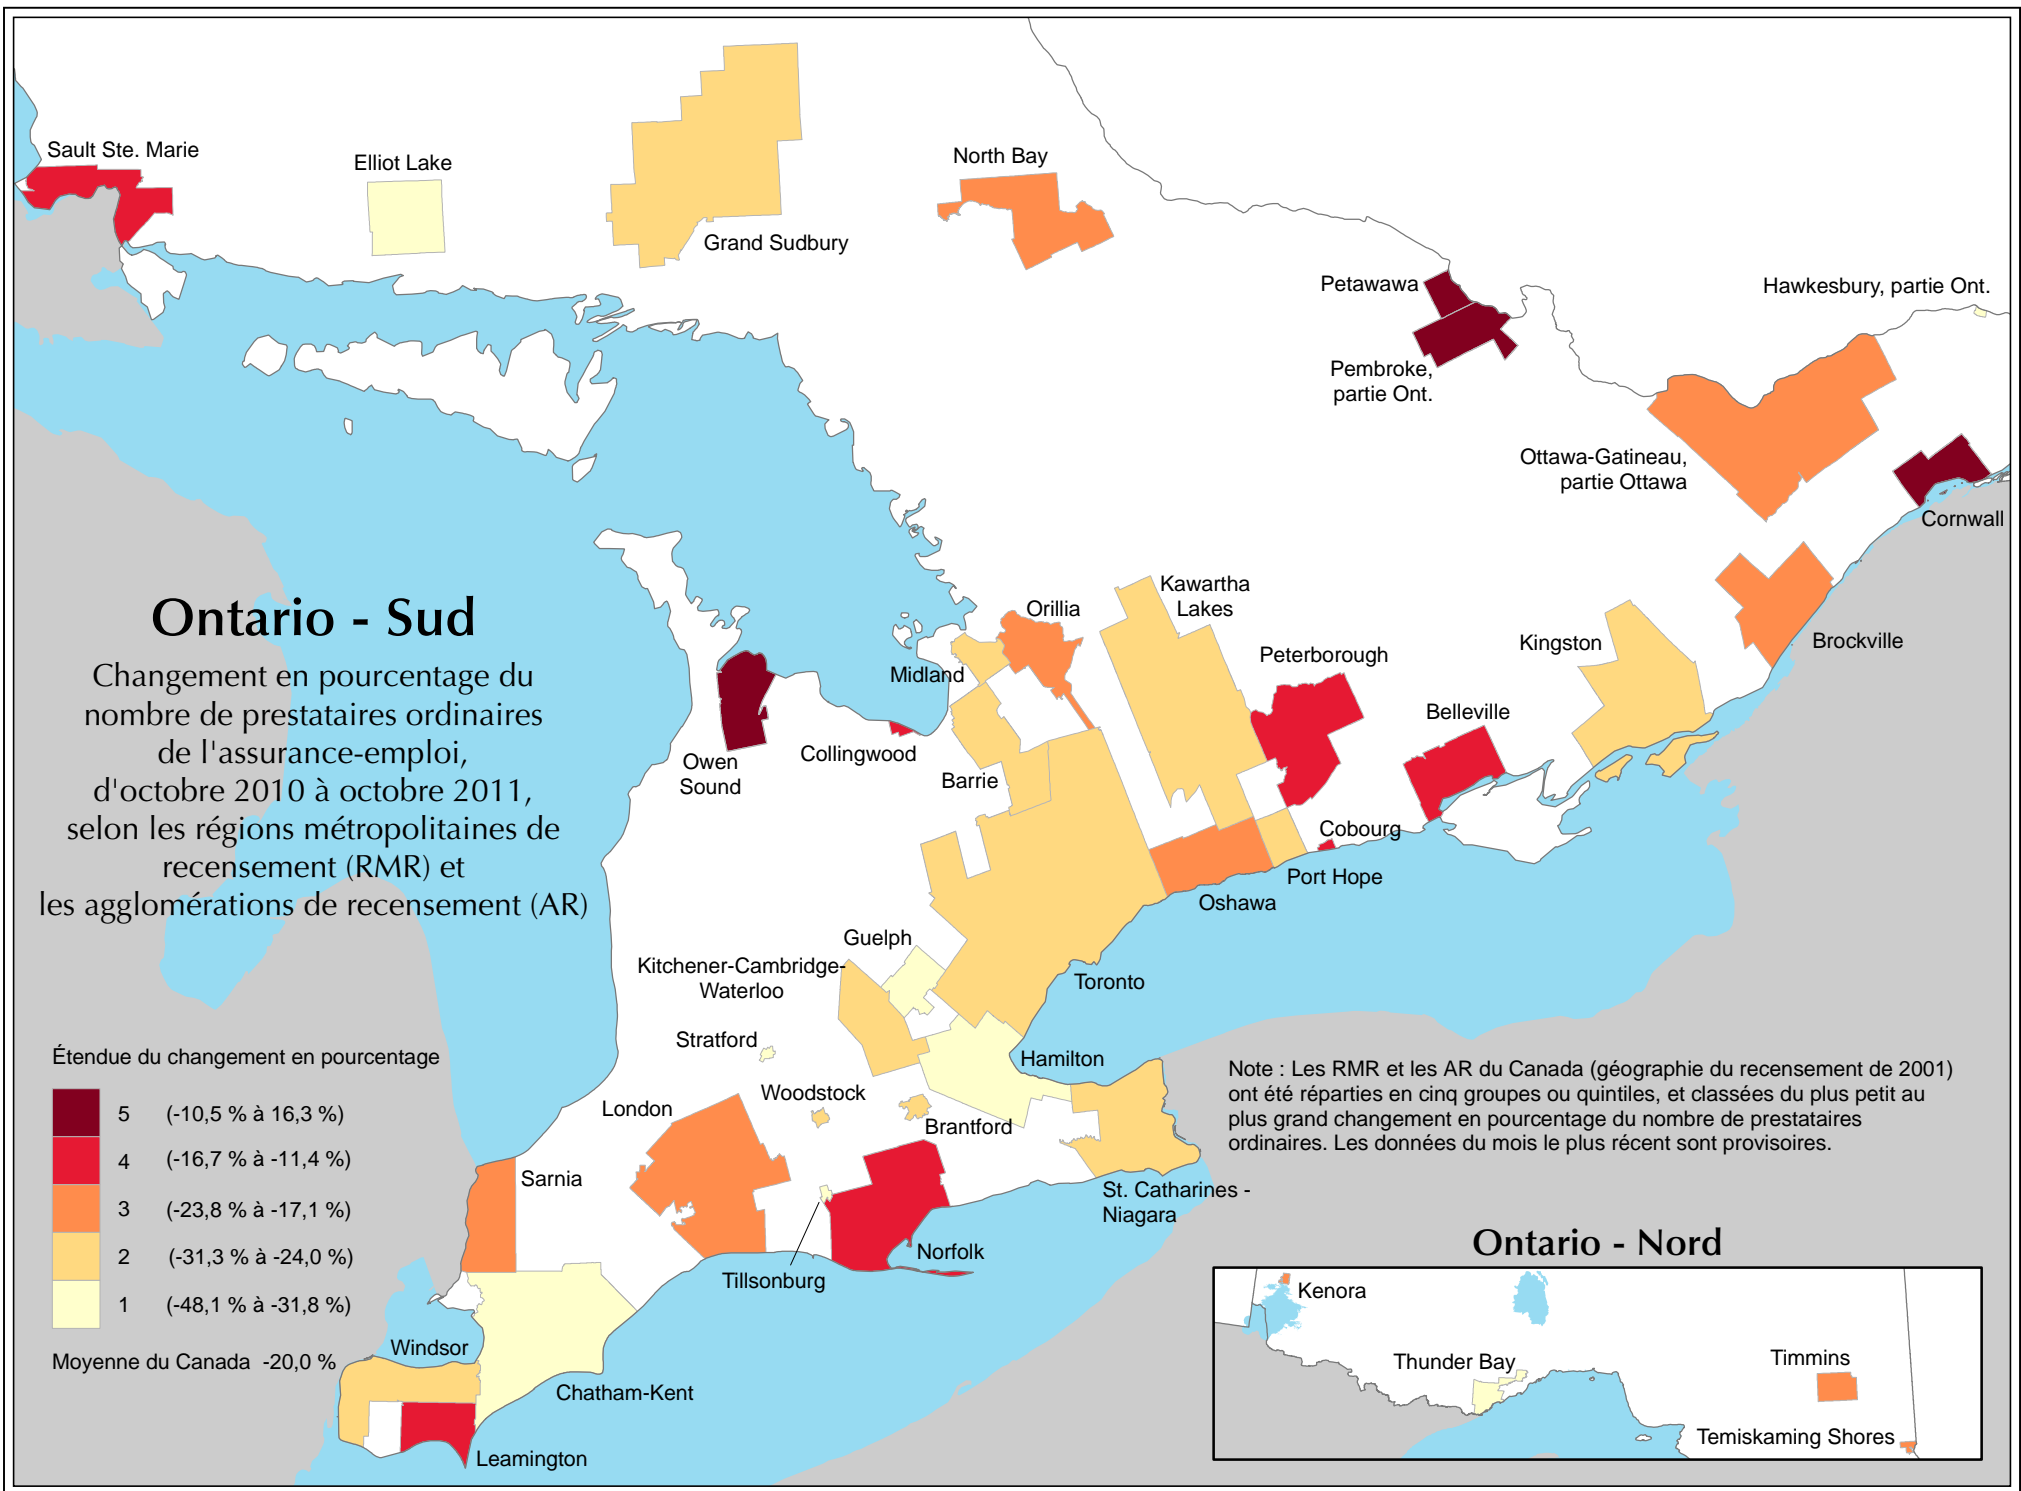 Sault Ste. Marie
Elliot Lake
Grand Sudbury
North Bay
Petawawa
Pembroke,
partie Ont.
Hawkesbury, partie Ont.
Ottawa-Gatineau,
partie Ottawa
Cornwall
Brockville
Kingston
Belleville
Peterborough
Kawartha
Lakes
Orillia
Midland
Barrie
Collingwood
Owen
Sound
Cobourg
Port Hope
Oshawa
Toronto
Guelph
Kitchener-Cambridge-
Waterloo
Stratford
Hamilton
Woodstock
Brantford
London
Sarnia
St. Catharines -
Niagara
Norfolk
Tillsonburg
Windsor
Chatham-Kent
Leamington
Ontario - Sud
Changement en pourcentage du
nombre de prestataires ordinaires
de l'assurance-emploi,
d'octobre 2010 à octobre 2011,
selon les régions métropolitaines de
recensement (RMR) et
les agglomérations de recensement (AR)
Étendue du changement en pourcentage
5 (-10,5 % à 16,3 %)
4 (-16,7 % à -11,4 %)
3 (-23,8 % à -17,1 %)
2 (-31,3 % à -24,0 %)
1 (-48,1 % à -31,8 %)
Moyenne du Canada -20,0 %
Note : Les RMR et les AR du Canada (géographie du recensement de 2001)
ont été réparties en cinq groupes ou quintiles, et classées du plus petit au
plus grand changement en pourcentage du nombre de prestataires
ordinaires. Les données du mois le plus récent sont provisoires.
Ontario - Nord
Kenora
Thunder Bay
Timmins
Temiskaming Shores